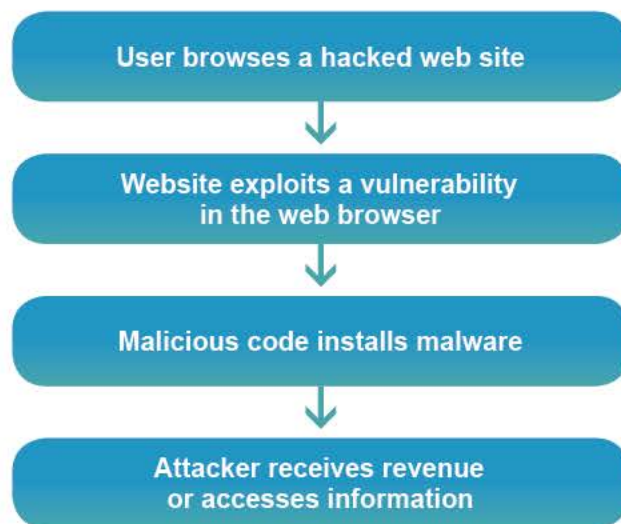 User browses a hacked web site
Website exploits a vulnerability
in the web browser
Malicious code installs malware
Attacker receives revenue
or accesses information